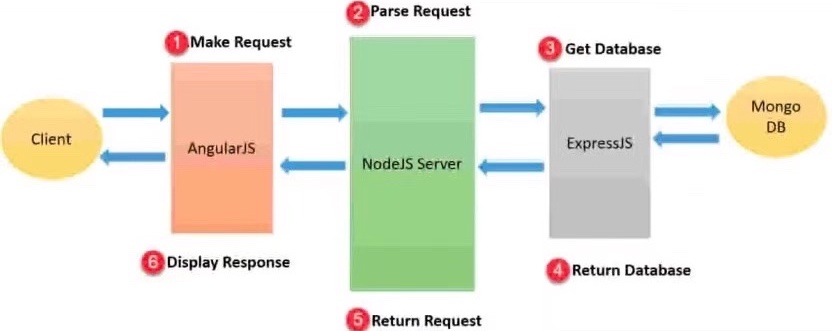 2 Parse Request
1 Make Request
3 Get Database
Client
AngularJS
NodeJS Server
ExpressJS
Mongo
DB
6 Display Response
4 Return Database
5 Return Request